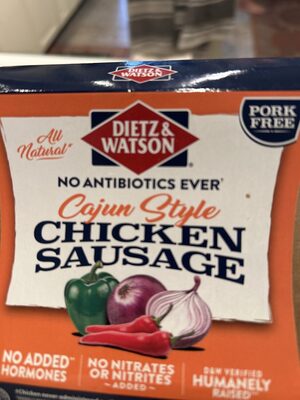 DIETZ & WATSON
DIETZ &
WATSON
®
PORK
FREE
All
Natural*
NO ANTIBIOTICS EVER†
Cajun Style
CHICKEN
SAUSAGE
NO ADDED**
HORMONES
NO NITRATES
OR NITRITES
ADDED
D&W VERIFIED
HUMANELY
RAISED